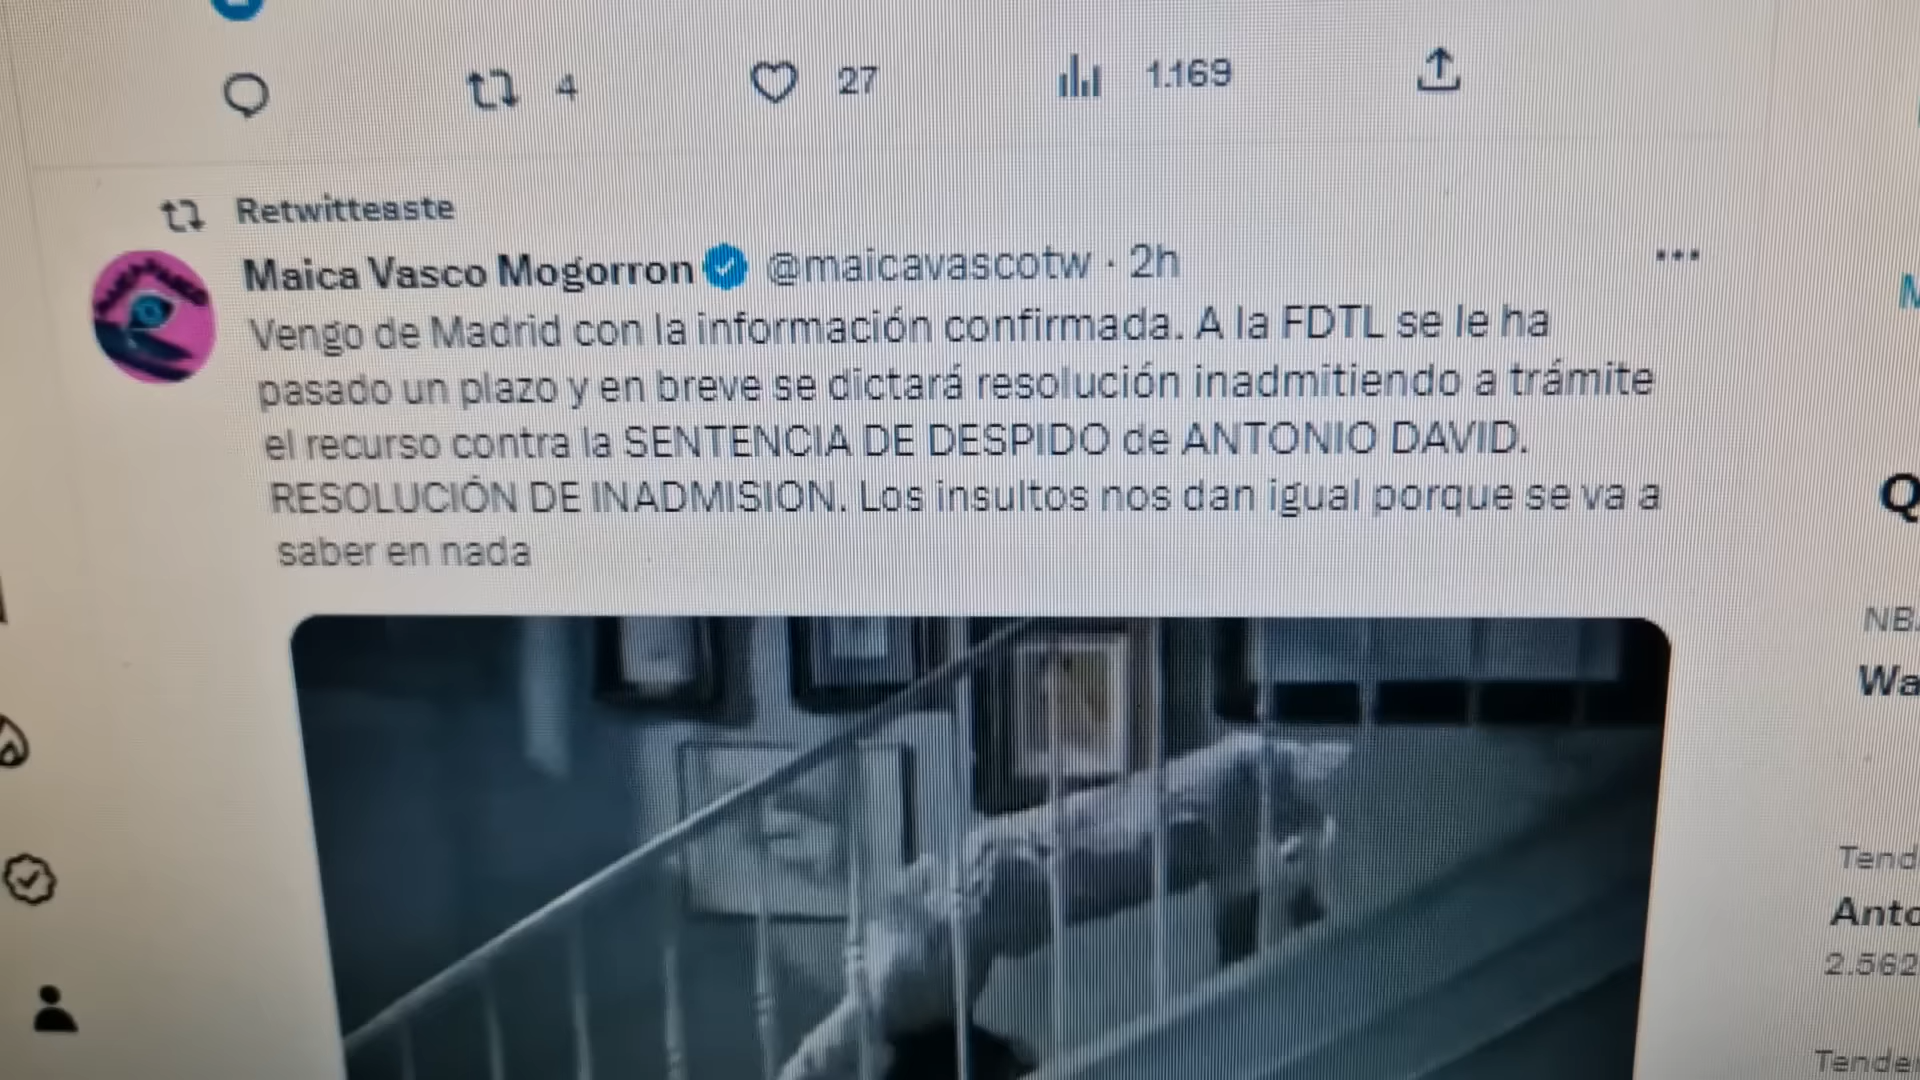 4 27 1.169
Retwitteaste
Maica Vasco Mogorron @maicavascotw · 2h
Vengo de Madrid con la información confirmada. A la FDTL se le ha
pasado un plazo y en breve se dictará resolución inadmitiendo a trámite
el recurso contra la SENTENCIA DE DESPIDO de ANTONIO DAVID.
RESOLUCIÓN DE INADMISION. Los insultos nos dan igual porque se va a
saber en nada
Q
NB
Wa
Tend
Anto
2.562
Tende